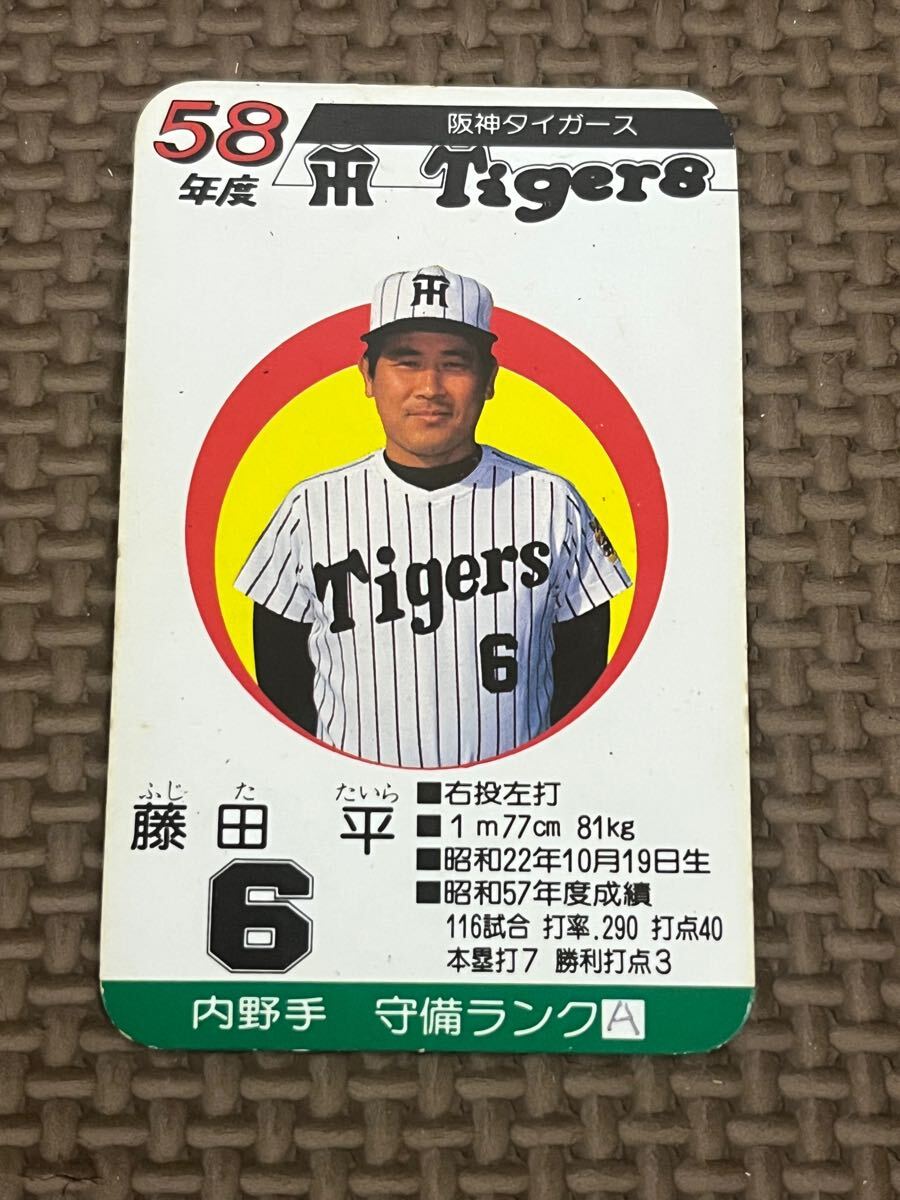 58
年度
阪神タイガース
TH Tigers
TH
Tigers
6
ふじ た たいら
藤田 平
6
■右投左打
■1m77cm 81kg
■昭和22年10月19日生
■昭和57年度成績
116試合 打率.290 打点40
本塁打7 勝利打点3
内野手 守備ランクA